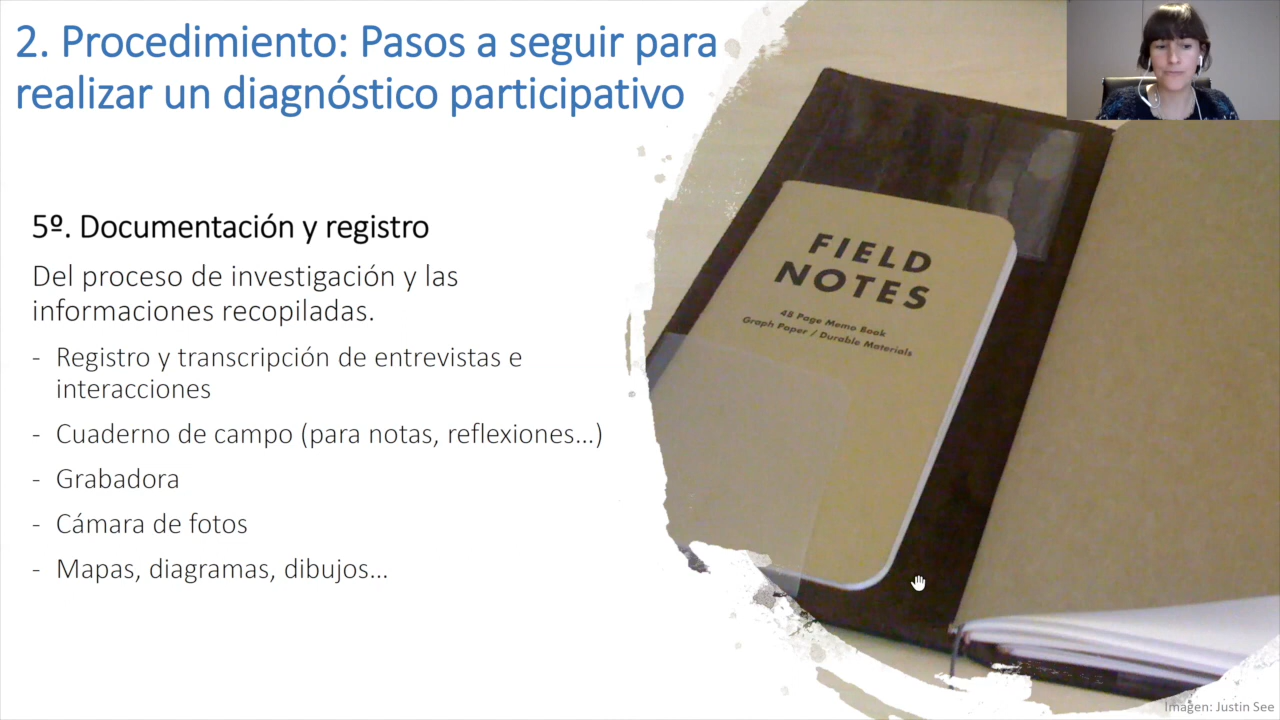 2. Procedimiento: Pasos a seguir para
realizar un diagnóstico participativo
5º. Documentación y registro
Del proceso de investigación y las
informaciones recopiladas.
- Registro y transcripción de entrevistas e
interacciones
- Cuaderno de campo (para notas, reflexiones...)
- Grabadora
- Cámara de fotos
- Mapas, diagramas, dibujos...
FIELD
NOTES
48 Page Memo Book
Graph Paper / Durable Materials
Imagen: Justin See